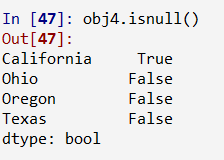 In [47]: obj4.isnull()
Out[47]:
California     True
Ohio          False
Oregon        False
Texas         False
dtype: bool